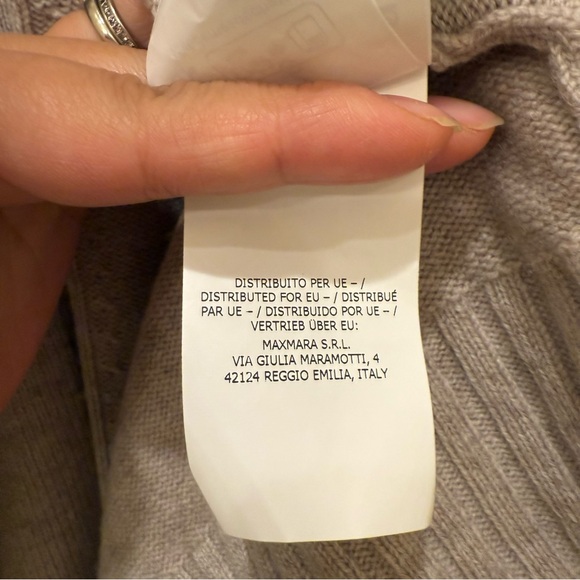 DISTRIBUITO PER UE – /
DISTRIBUTED FOR EU – / DISTRIBUÉ
PAR UE – / DISTRIBUIDO POR UE – /
VERTRIEB ÜBER EU:
MAXMARA S.R.L.
VIA GIULIA MARAMOTTI, 4
42124 REGGIO EMILIA, ITALY